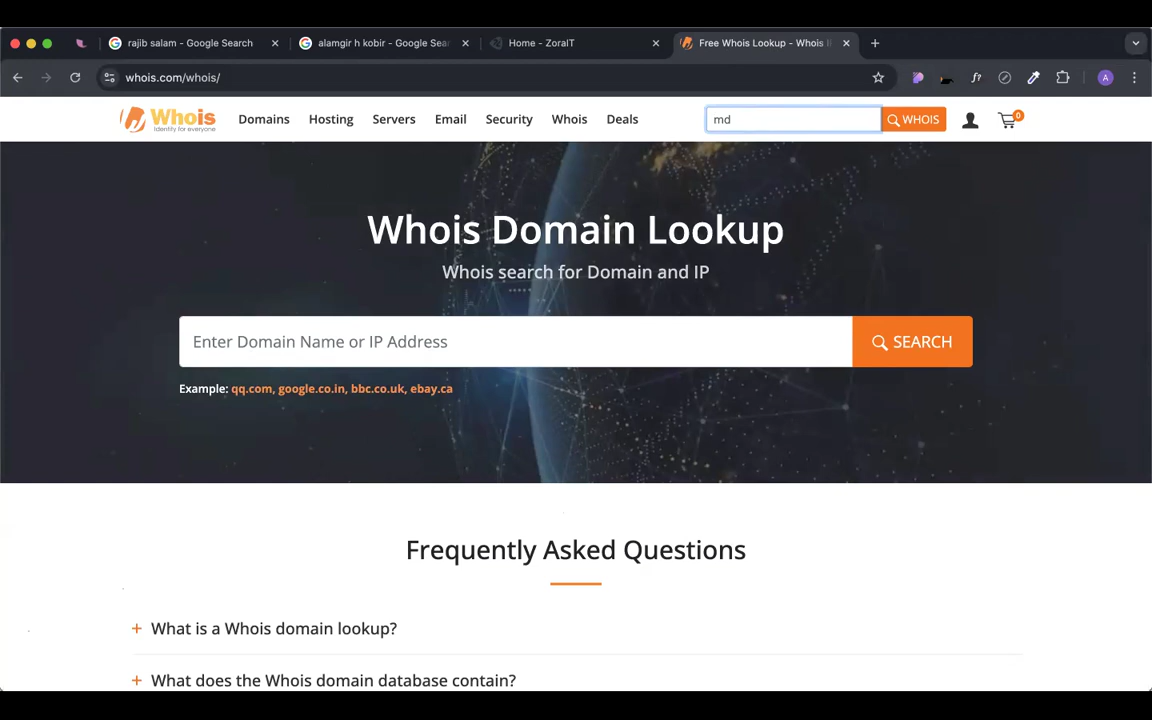 rajib salam - Google Search
alamgir h kobir - Google Sear
Home - ZoraIT
Free Whois Lookup - Whois I
whois.com/whois/
A
Whois
Identity for everyone
Domains
Hosting
Servers
Email
Security
Whois
Deals
md
WHOIS
0
Whois Domain Lookup
Whois search for Domain and IP
Enter Domain Name or IP Address
SEARCH
Example: qq.com, google.co.in, bbc.co.uk, ebay.ca
Frequently Asked Questions
+ What is a Whois domain lookup?
+ What does the Whois domain database contain?